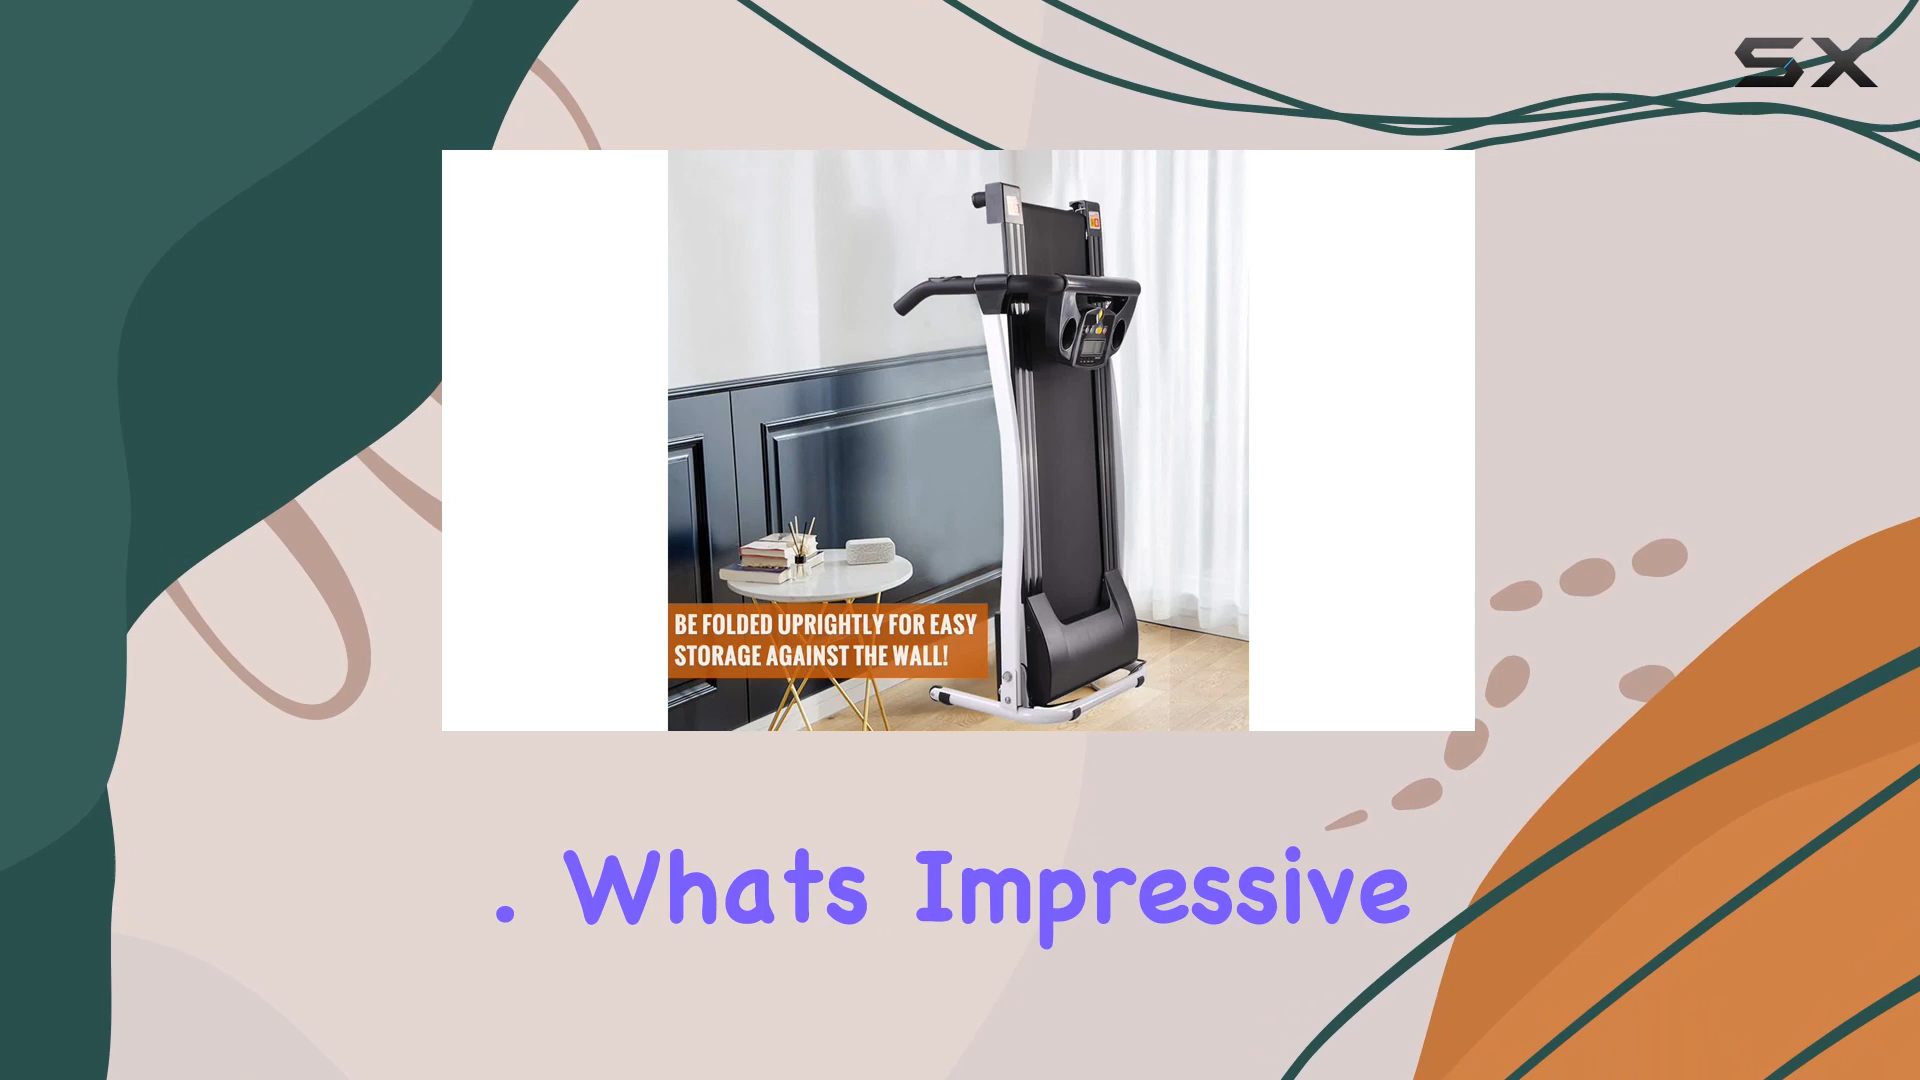 SX
BE FOLDED UPRIGHTLY FOR EASY
STORAGE AGAINST THE WALL!
. Whats Impressive